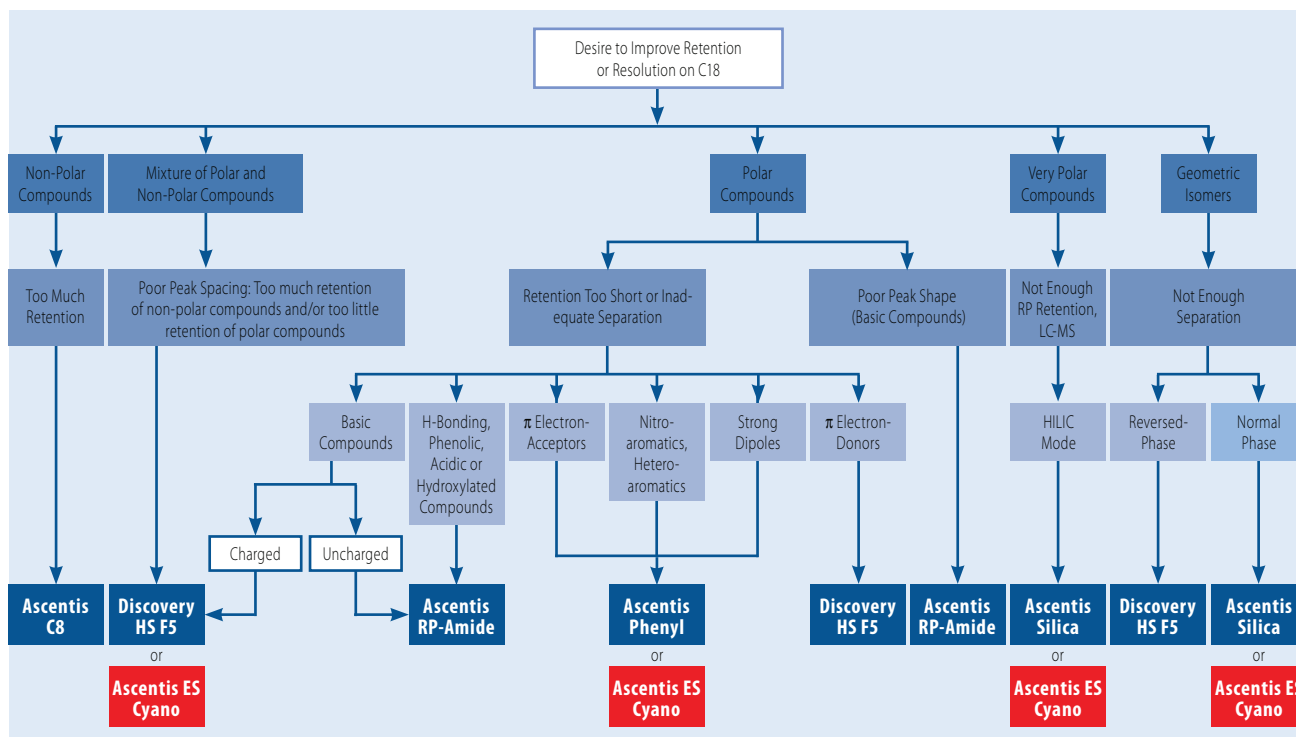 Desire to Improve Retention
or Resolution on C18
Non-Polar
Compounds
Mixture of Polar and
Non-Polar Compounds
Polar
Compounds
Very Polar
Compounds
Geometric
Isomers
Too Much
Retention
Poor Peak Spacing: Too much retention
of non-polar compounds and/or too little
retention of polar compounds
Retention Too Short or Inad-
equate Separation
Poor Peak Shape
(Basic Compounds)
Not Enough
RP Retention,
LC-MS
Not Enough
Separation
Basic
Compounds
H-Bonding,
Phenolic,
Acidic or
Hydroxylated
Compounds
π Electron-
Acceptors
Nitro-
aromatics,
Hetero-
aromatics
Strong
Dipoles
π Electron-
Donors
HILIC
Mode
Reversed-
Phase
Normal
Phase
Charged
Uncharged
Ascentis
C8
Discovery
HS F5
or
Ascentis ES
Cyano
Ascentis
RP-Amide
Ascentis
Phenyl
or
Ascentis ES
Cyano
Discovery
HS F5
Ascentis
RP-Amide
Ascentis
Silica
or
Ascentis ES
Cyano
Discovery
HS F5
Ascentis
Silica
or
Ascentis ES
Cyano